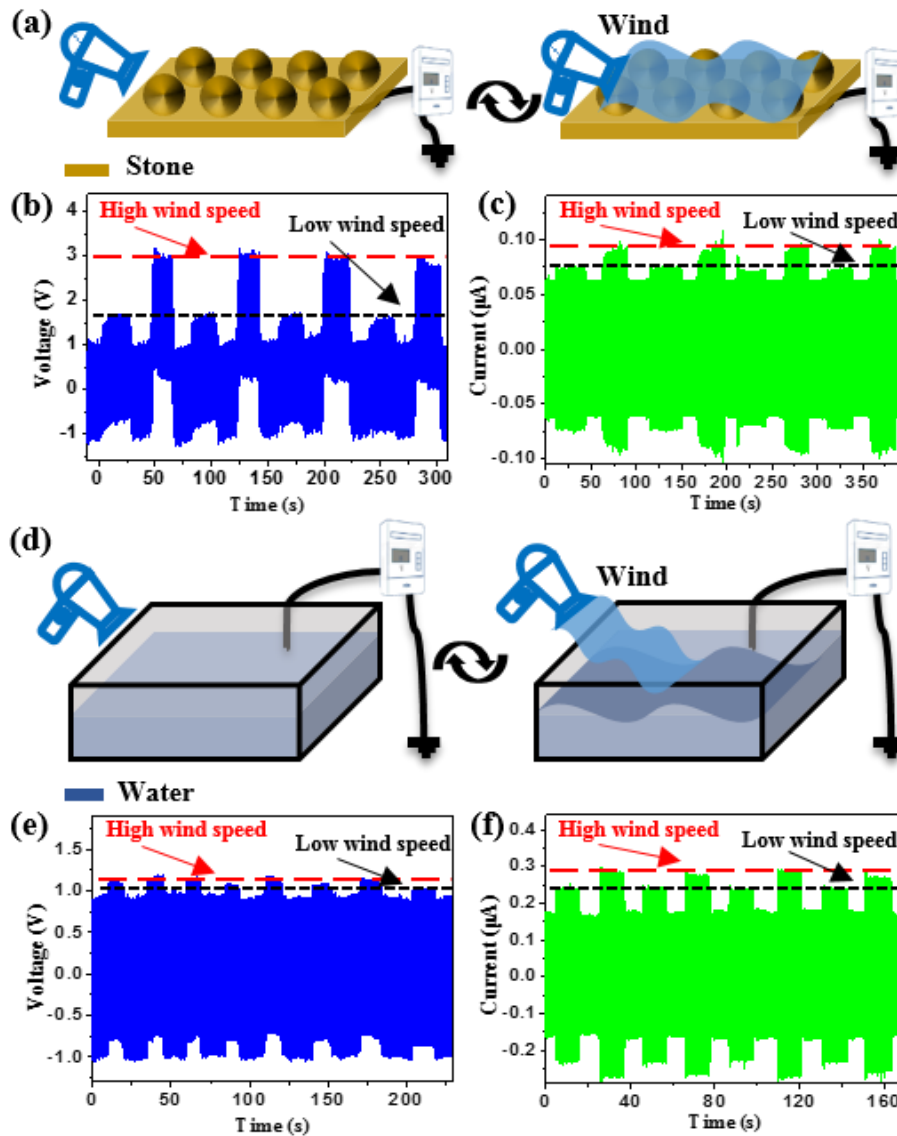 (a)
Wind
Stone
(b)
High wind speed
Low wind speed
4
3
2
1
0
-1
Voltage (V)
0 50 100 150 200 250 300
Time (s)
(c)
High wind speed
Low wind speed
0.10
0.05
0.00
-0.05
-0.10
Current (μA)
0 50 100 150 200 250 300 350
Time (s)
(d)
Wind
Water
(e)
High wind speed
Low wind speed
1.5
1.0
0.5
0.0
-0.5
-1.0
Voltage (V)
0 50 100 150 200
Time (s)
(f)
High wind speed
Low wind speed
0.4
0.3
0.2
0.1
0.0
-0.1
-0.2
Current (μA)
0 40 80 120 160
Time (s)